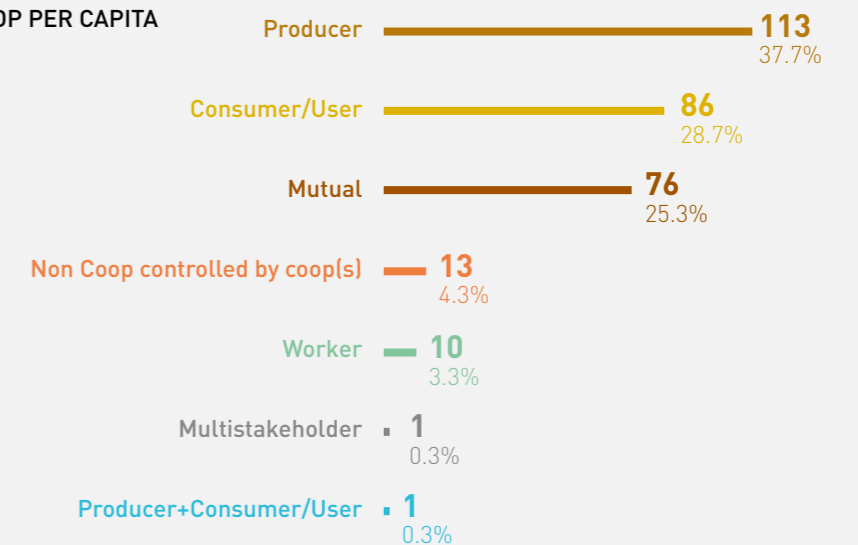 PER CAPITA
Producer
113
37.7%
Consumer/User
86
28.7%
Mutual
76
25.3%
Non Coop controlled by coop(s)
13
4.3%
Worker
10
3.3%
Multistakeholder
1
0.3%
Producer+Consumer/User
1
0.3%